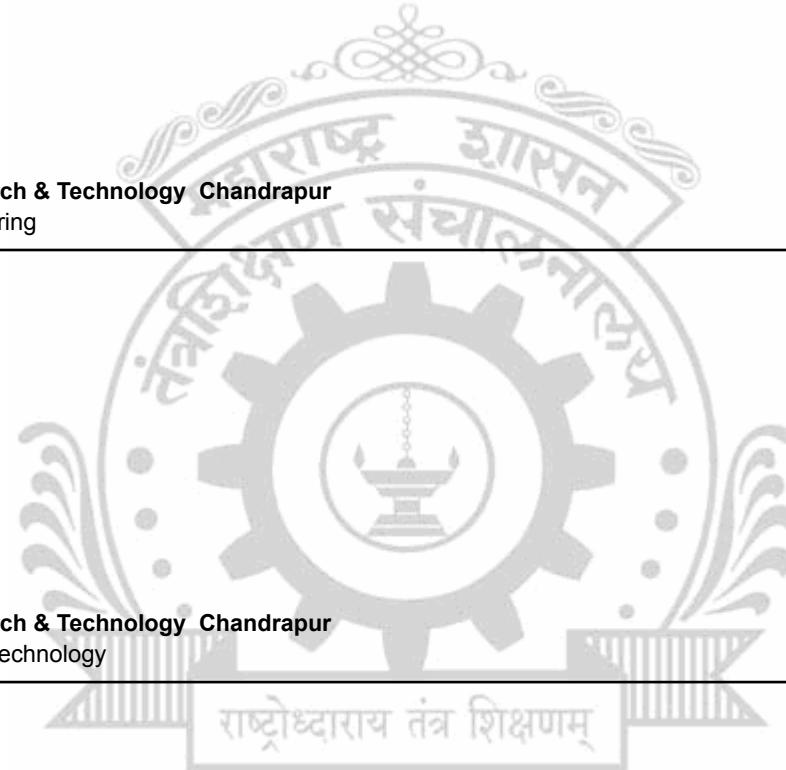 महाराष्ट्र शासन
ch & Technology Chandrapur
ring
तंत्रशिक्षण संचालनालय
ch & Technology Chandrapur
echnology
राष्ट्रोध्दाराय तंत्र शिक्षणम्